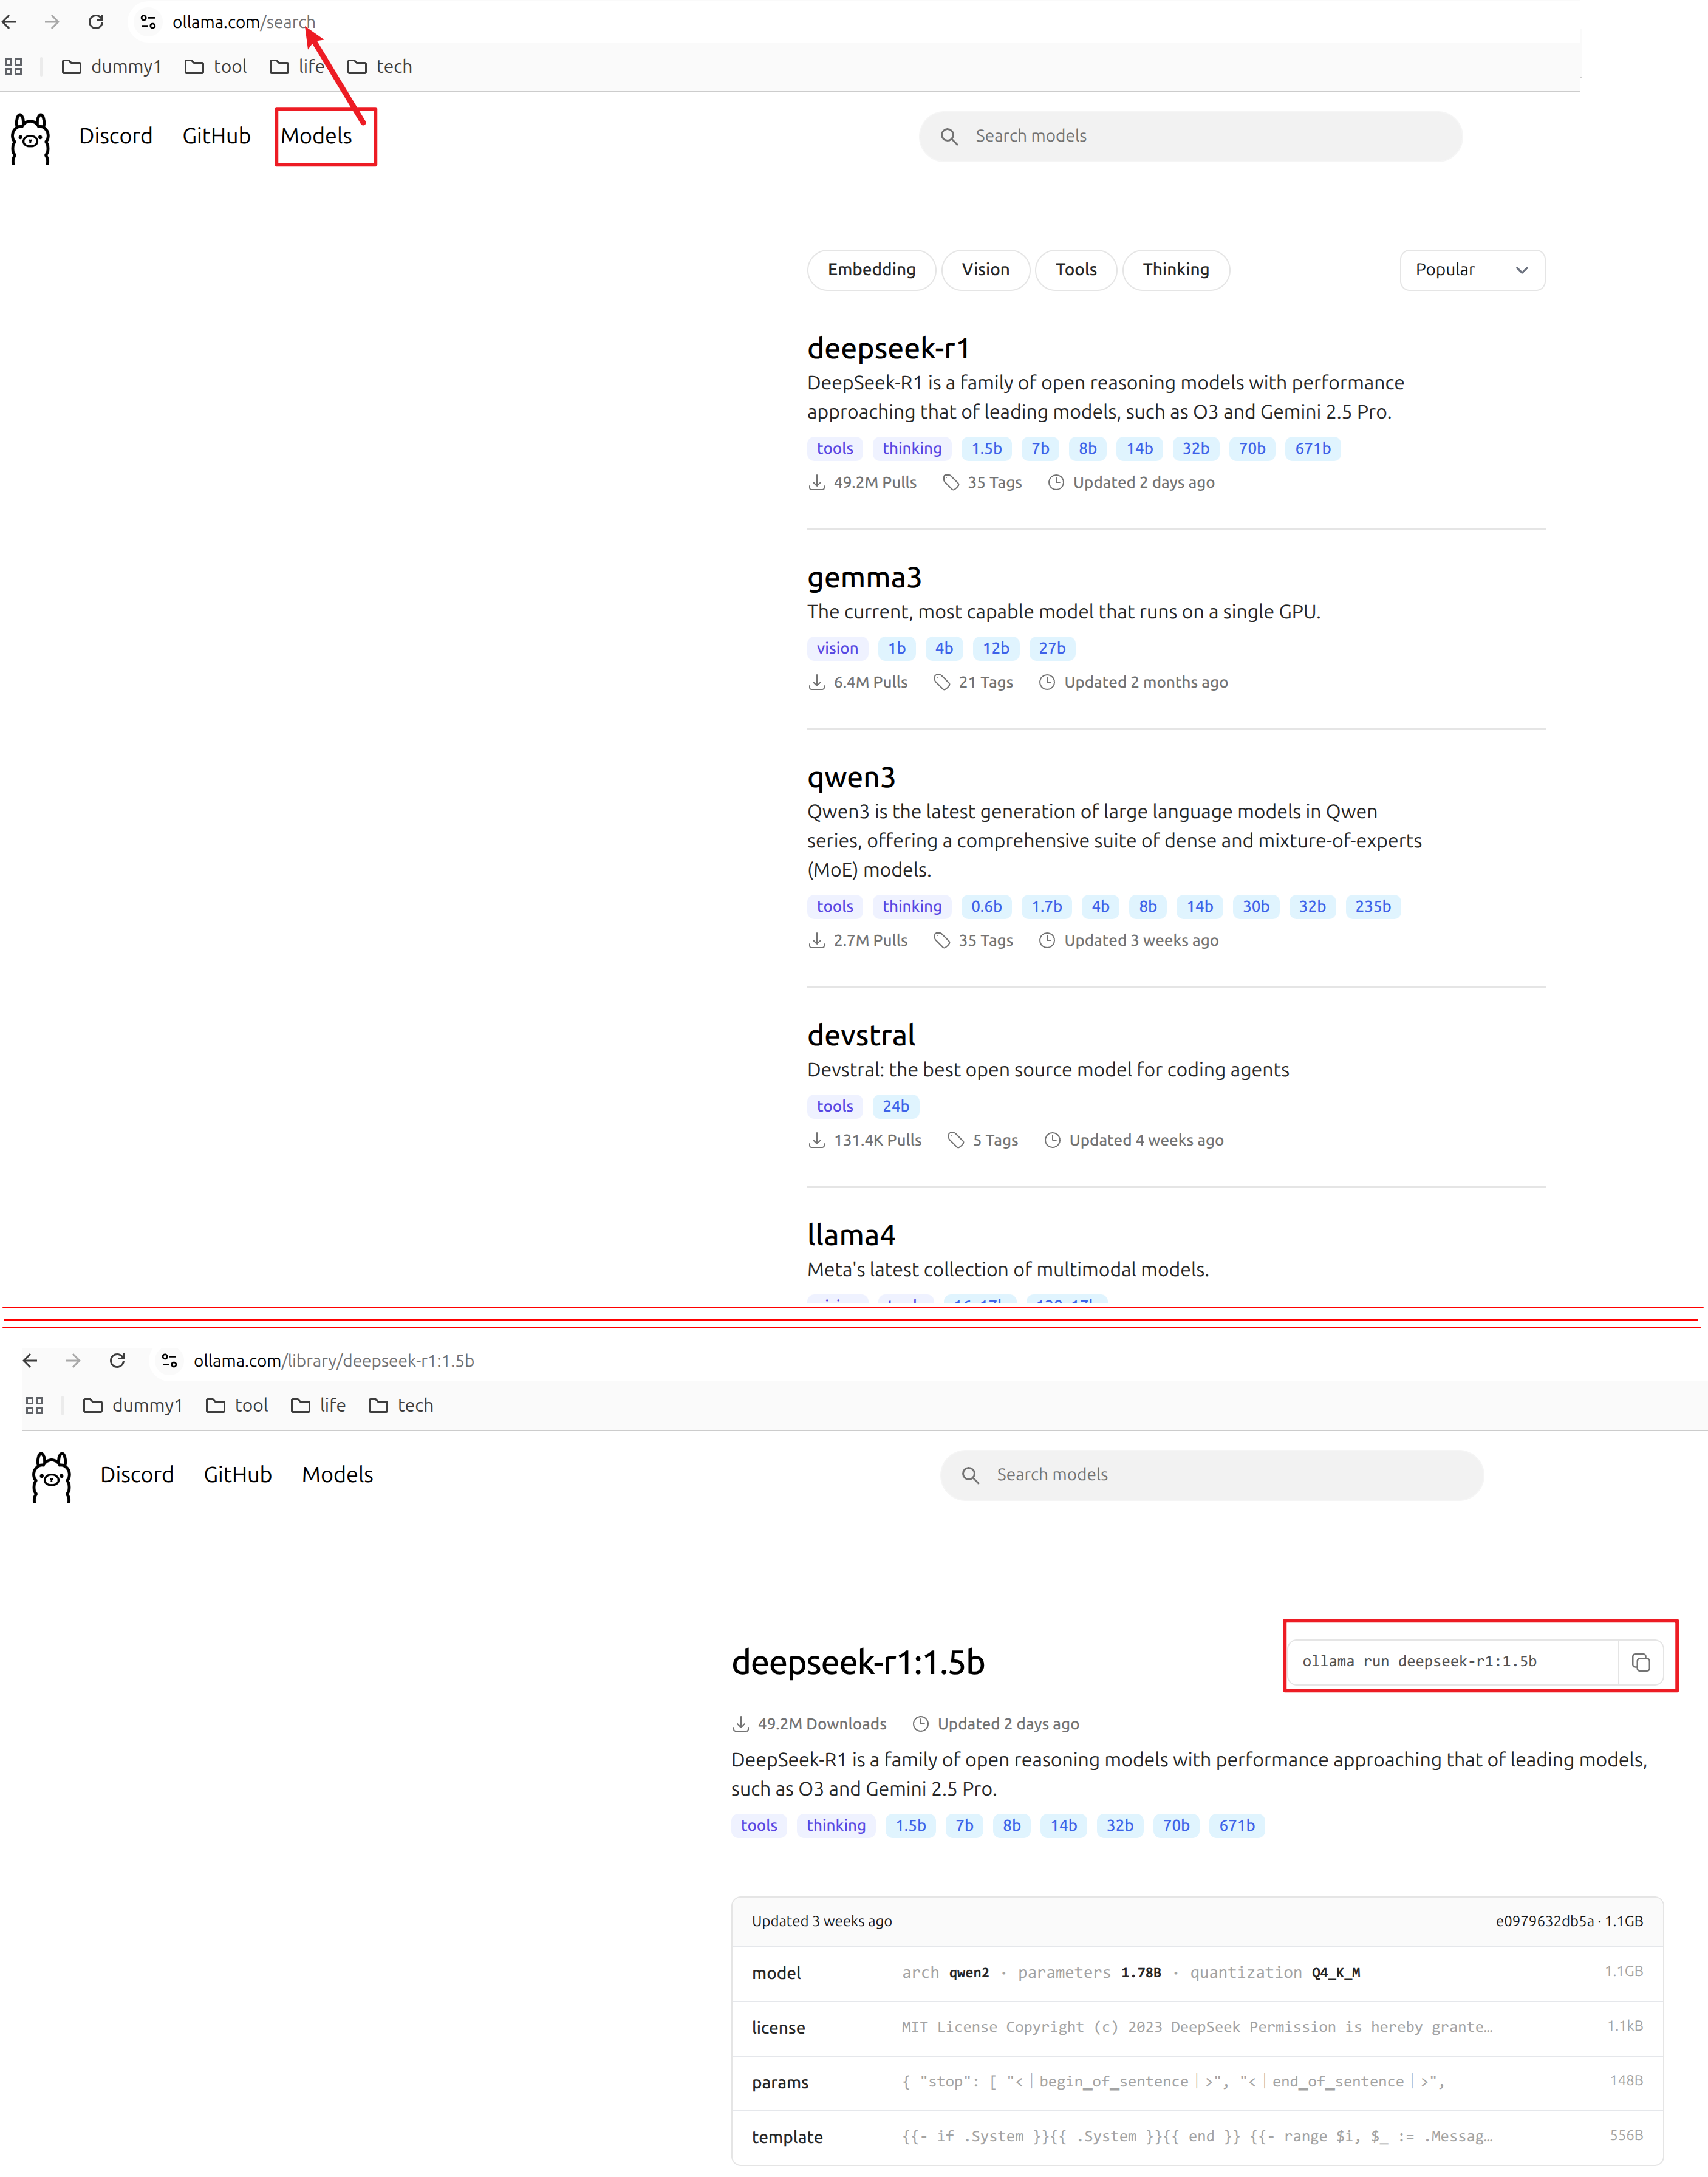 ollama.com/search
dummy1 tool life tech
Discord GitHub Models Search models
Embedding Vision Tools Thinking Popular
deepseek-r1
DeepSeek-R1 is a family of open reasoning models with performance
approaching that of leading models, such as O3 and Gemini 2.5 Pro.
tools thinking 1.5b 7b 8b 14b 32b 70b 671b
49.2M Pulls 35 Tags Updated 2 days ago
gemma3
The current, most capable model that runs on a single GPU.
vision 1b 4b 12b 27b
6.4M Pulls 21 Tags Updated 2 months ago
qwen3
Qwen3 is the latest generation of large language models in Qwen
series, offering a comprehensive suite of dense and mixture-of-experts
(MoE) models.
tools thinking 0.6b 1.7b 4b 8b 14b 30b 32b 235b
2.7M Pulls 35 Tags Updated 3 weeks ago
devstral
Devstral: the best open source model for coding agents
tools 24b
131.4K Pulls 5 Tags Updated 4 weeks ago
llama4
Meta's latest collection of multimodal models.
ollama.com/library/deepseek-r1:1.5b
dummy1 tool life tech
Discord GitHub Models Search models
deepseek-r1:1.5b ollama run deepseek-r1:1.5b
49.2M Downloads Updated 2 days ago
DeepSeek-R1 is a family of open reasoning models with performance approaching that of leading models,
such as O3 and Gemini 2.5 Pro.
tools thinking 1.5b 7b 8b 14b 32b 70b 671b
Updated 3 weeks ago e0979632db5a · 1.1GB
model arch qwen2 · parameters 1.78B · quantization Q4_K_M 1.1GB
license MIT License Copyright (c) 2023 DeepSeek Permission is hereby grante… 1.1kB
params { "stop": [ "<｜begin▁of▁sentence｜>", "<｜end▁of▁sentence｜>", 148B
template {{- if .System }}{{ .System }}{{ end }} {{- range $i, $_ := .Messag… 556B